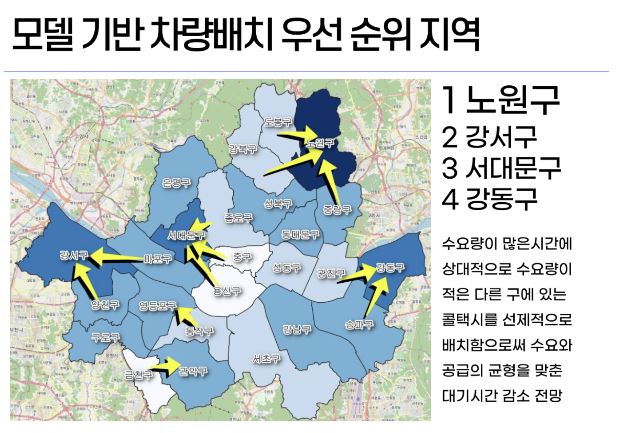 모델 기반 차량배치 우선 순위 지역
1 노원구
2 강서구
3 서대문구
4 강동구
수요량이 많은시간에
상대적으로 수요량이
적은 다른 구에 있는
콜택시를 선제적으로
배치함으로써 수요와
공급의 균형을 맞춘
대기시간 감소 전망
도봉구
노원구
강북구
은평구
성북구
중랑구
종로구
서대문구
동대문구
강서구
마포구
중구
성동구
광진구
강동구
용산구
양천구
영등포구
동작구
송파구
강남구
구로구
서초구
금천구
관악구